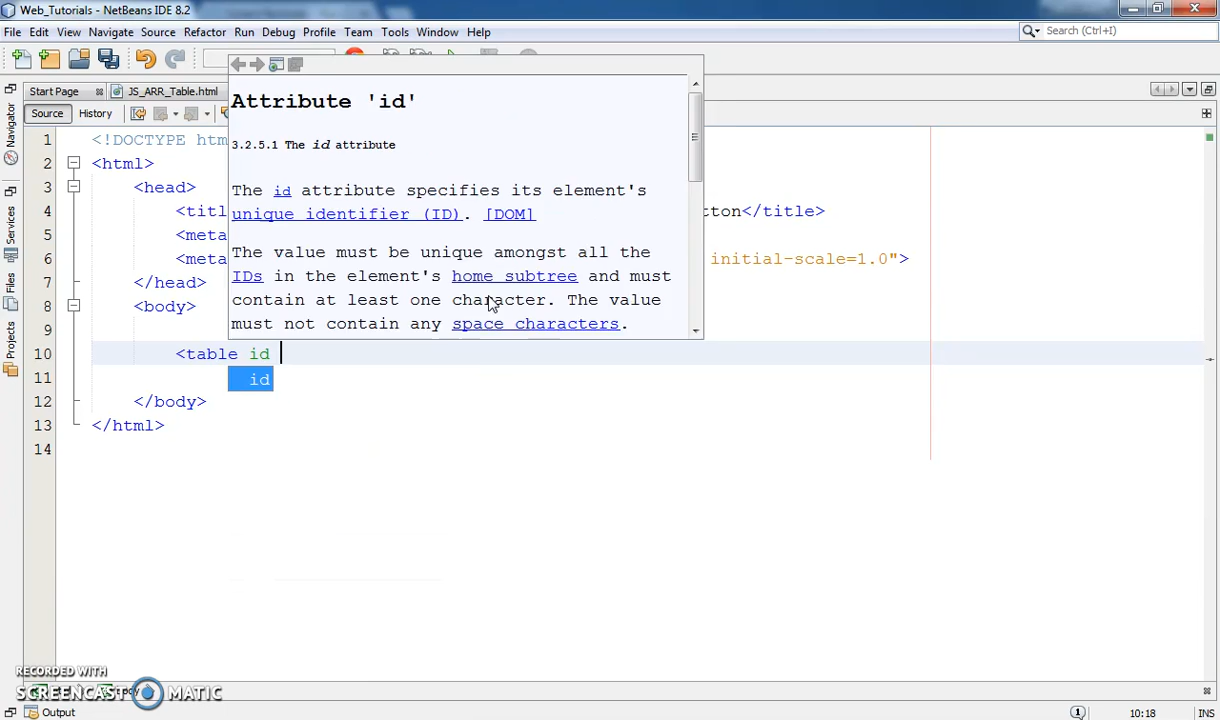 Web_Tutorials - NetBeans IDE 8.2
File Edit View Navigate Source Refactor Run Debug Profile Team Tools Window Help
Search (Ctrl+I)
Start Page
JS_ARR_Table.html
Source History
Navigator
Services
Files
Projects
Attribute 'id'
3.2.5.1 The id attribute
The id attribute specifies its element's
unique identifier (ID). [DOM]
The value must be unique amongst all the
IDs in the element's home subtree and must
contain at least one character. The value
must not contain any space characters.
1 <!DOCTYPE htm
2 <html>
3 <head>
4 <titl tton</title>
5 <meta
6 <meta initial-scale=1.0">
7 </head>
8 <body>
9
10 <table id
id
11
12 </body>
13 </html>
14
RECORDED WITH
SCREENCAST MATIC
Output
1
10:18
INS